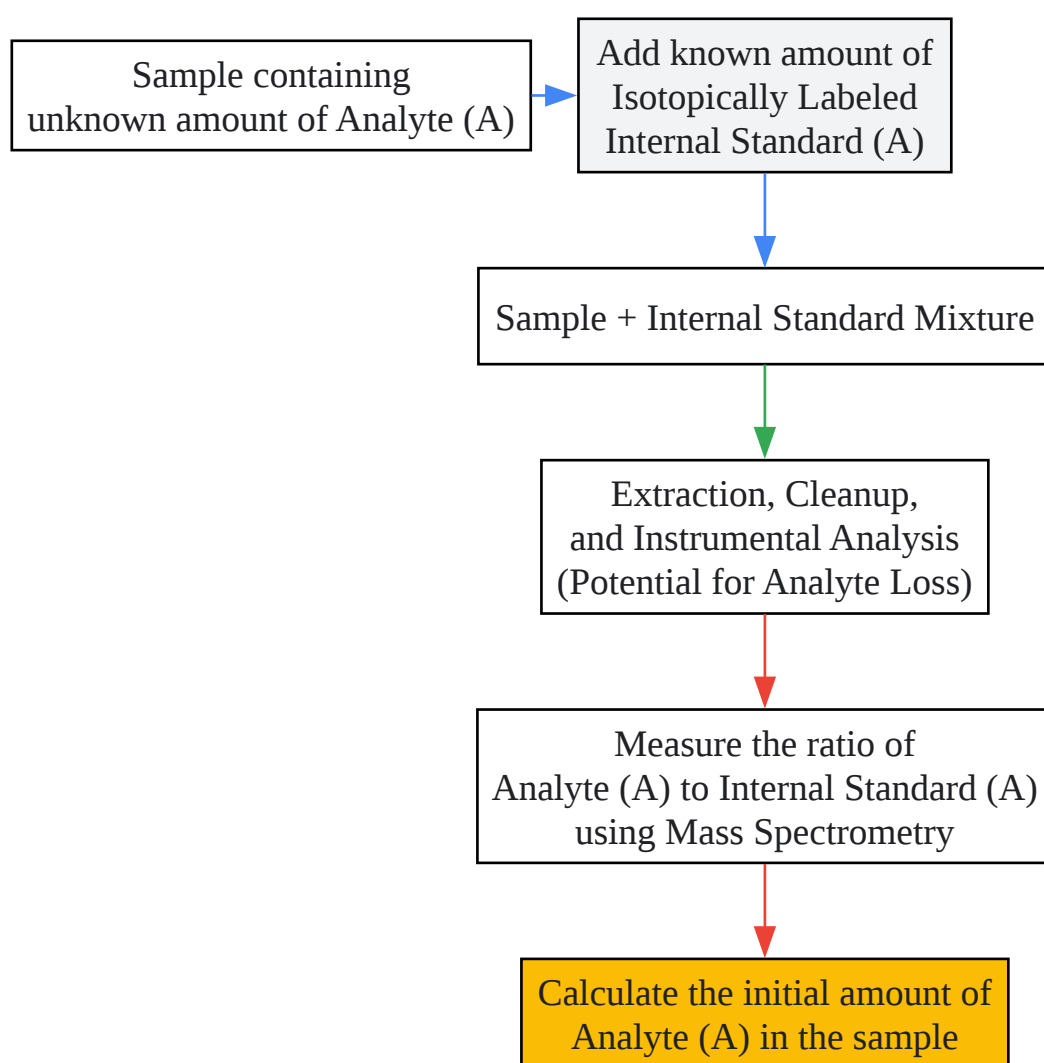 Sample containing
unknown amount of Analyte (A)
Add known amount of
Isotopically Labeled
Internal Standard (A)
Sample + Internal Standard Mixture
Extraction, Cleanup,
and Instrumental Analysis
(Potential for Analyte Loss)
Measure the ratio of
Analyte (A) to Internal Standard (A)
using Mass Spectrometry
Calculate the initial amount of
Analyte (A) in the sample